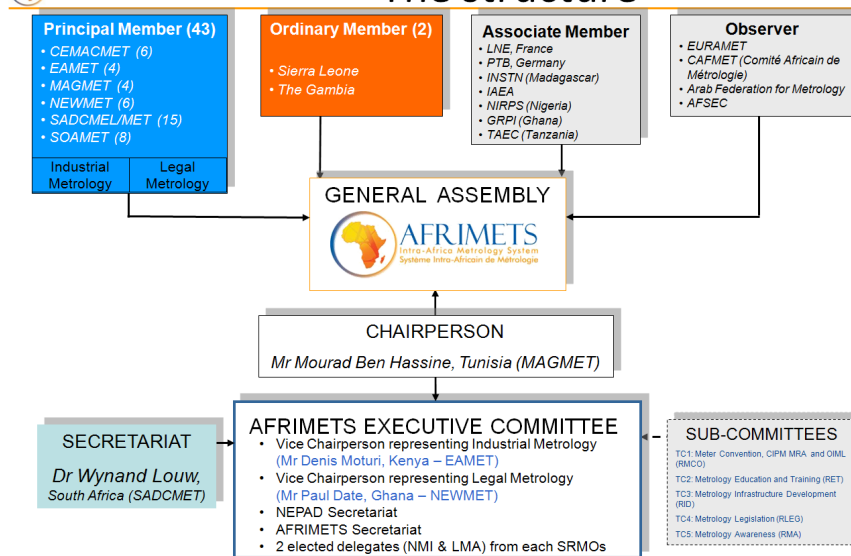 The Structure
Principal Member (43)
• CEMACMET (6)
• EAMET (4)
• MAGMET (4)
• NEWMET (6)
• SADCMEL/MET (15)
• SOAMET (8)
Industrial Metrology
Legal Metrology
Ordinary Member (2)
• Sierra Leone
• The Gambia
Associate Member
• LNE, France
• PTB, Germany
• INSTN (Madagascar)
• IAEA
• NIRPS (Nigeria)
• GRPI (Ghana)
• TAEC (Tanzania)
Observer
• EURAMET
• CAFMET (Comité Africain de
Métrologie)
• Arab Federation for Metrology
• AFSEC
GENERAL ASSEMBLY
AFRIMETS
Intra-Africa Metrology System
Système Intra-Africain de Métrologie
CHAIRPERSON
Mr Mourad Ben Hassine, Tunisia (MAGMET)
SECRETARIAT
Dr Wynand Louw,
South Africa (SADCMET)
AFRIMETS EXECUTIVE COMMITTEE
• Vice Chairperson representing Industrial Metrology
(Mr Denis Moturi, Kenya – EAMET)
• Vice Chairperson representing Legal Metrology
(Mr Paul Date, Ghana – NEWMET)
• NEPAD Secretariat
• AFRIMETS Secretariat
• 2 elected delegates (NMI & LMA) from each SRMOs
SUB-COMMITTEES
TC1: Meter Convention, CIPM MRA and OIML
(RMCO)
TC2: Metrology Education and Training (RET)
TC3: Metrology Infrastructure Development
(RID)
TC4: Metrology Legislation (RLEG)
TC5: Metrology Awareness (RMA)